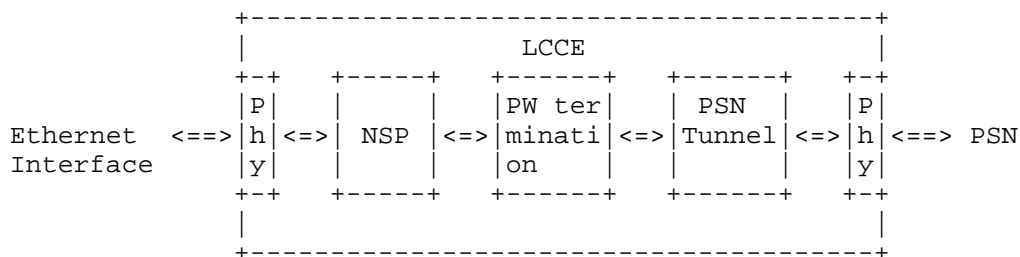 +---------------------------------------+
|                 LCCE                  |
+-+   +-----+   +------+   +------+   +-+
|P|   |     |   |PW ter|   | PSN  |   |P|
Ethernet  <==>|h|<=>| NSP |<=>|minati|<=>|Tunnel|<=>|h|<==> PSN
Interface     |y|   |     |   |on    |   |      |   |y|
+-+   +-----+   +------+   +------+   +-+
|                                       |
+---------------------------------------+